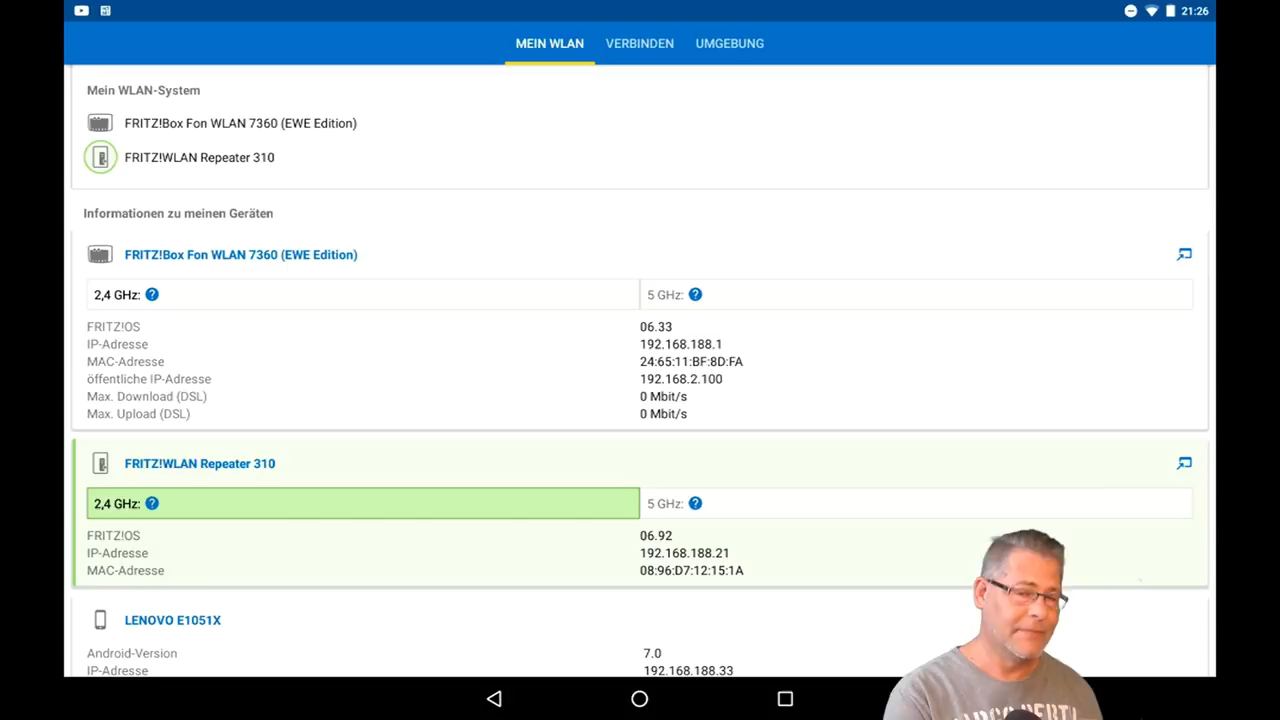 21:26
MEIN WLAN VERBINDEN UMGEBUNG
Mein WLAN-System
FRITZ!Box Fon WLAN 7360 (EWE Edition)
FRITZ!WLAN Repeater 310
Informationen zu meinen Geräten
FRITZ!Box Fon WLAN 7360 (EWE Edition)
2,4 GHz: ? 5 GHz: ?
FRITZ!OS 06.33
IP-Adresse 192.168.188.1
MAC-Adresse 24:65:11:BF:8D:FA
öffentliche IP-Adresse 192.168.2.100
Max. Download (DSL) 0 Mbit/s
Max. Upload (DSL) 0 Mbit/s
FRITZ!WLAN Repeater 310
2,4 GHz: ? 5 GHz: ?
FRITZ!OS 06.92
IP-Adresse 192.168.188.21
MAC-Adresse 08:96:D7:12:15:1A
LENOVO E1051X
Android-Version 7.0
IP-Adresse 192.168.188.33